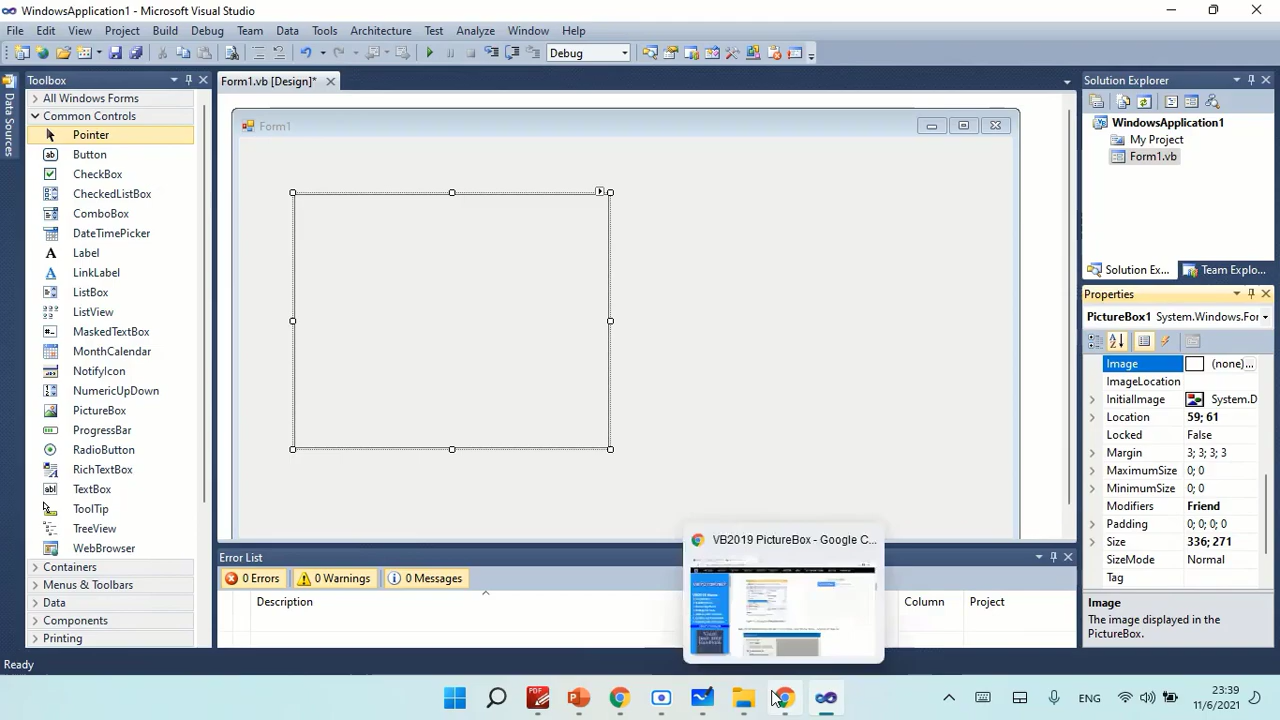 WindowsApplication1 - Microsoft Visual Studio
File Edit View Project Build Debug Team Data Tools Architecture Test Analyze Window Help
Debug
Data Sources
Toolbox
All Windows Forms
Common Controls
Pointer
Button
CheckBox
CheckedListBox
ComboBox
DateTimePicker
Label
LinkLabel
ListBox
ListView
MaskedTextBox
MonthCalendar
NotifyIcon
NumericUpDown
PictureBox
ProgressBar
RadioButton
RichTextBox
TextBox
ToolTip
TreeView
WebBrowser
Containers
Menus & Toolbars
Data
Components
Printing
Form1.vb [Design]*
Form1
Error List
0 Errors
0 Warnings
0 Messages
Description
Column
Project
VB2019 PictureBox - Google C...
Solution Explorer
WindowsApplication1
My Project
Form1.vb
Solution Ex...
Team Explo...
Properties
PictureBox1 System.Windows.For
Image (none)...
ImageLocation
InitialImage System.D
Location 59; 61
Locked False
Margin 3; 3; 3; 3
MaximumSize 0; 0
MinimumSize 0; 0
Modifiers Friend
Padding 0; 0; 0; 0
Size 336; 271
SizeMode Normal
Tag
Image
The image displayed in the
PictureBox.
Ready
PDF
ENG
23:39
11/6/2021